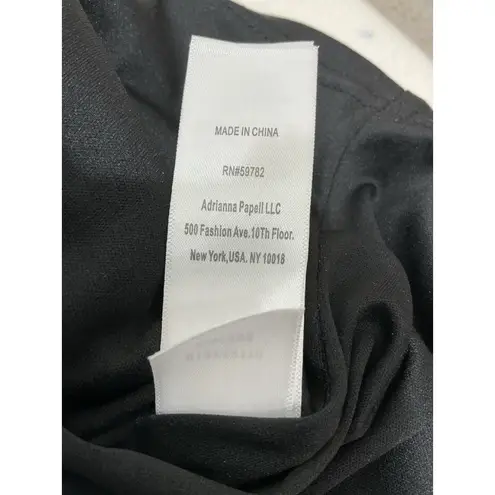 MADE IN CHINA
RN#59782
Adrianna Papell LLC
500 Fashion Ave.10Th Floor.
New York,USA. NY 10018